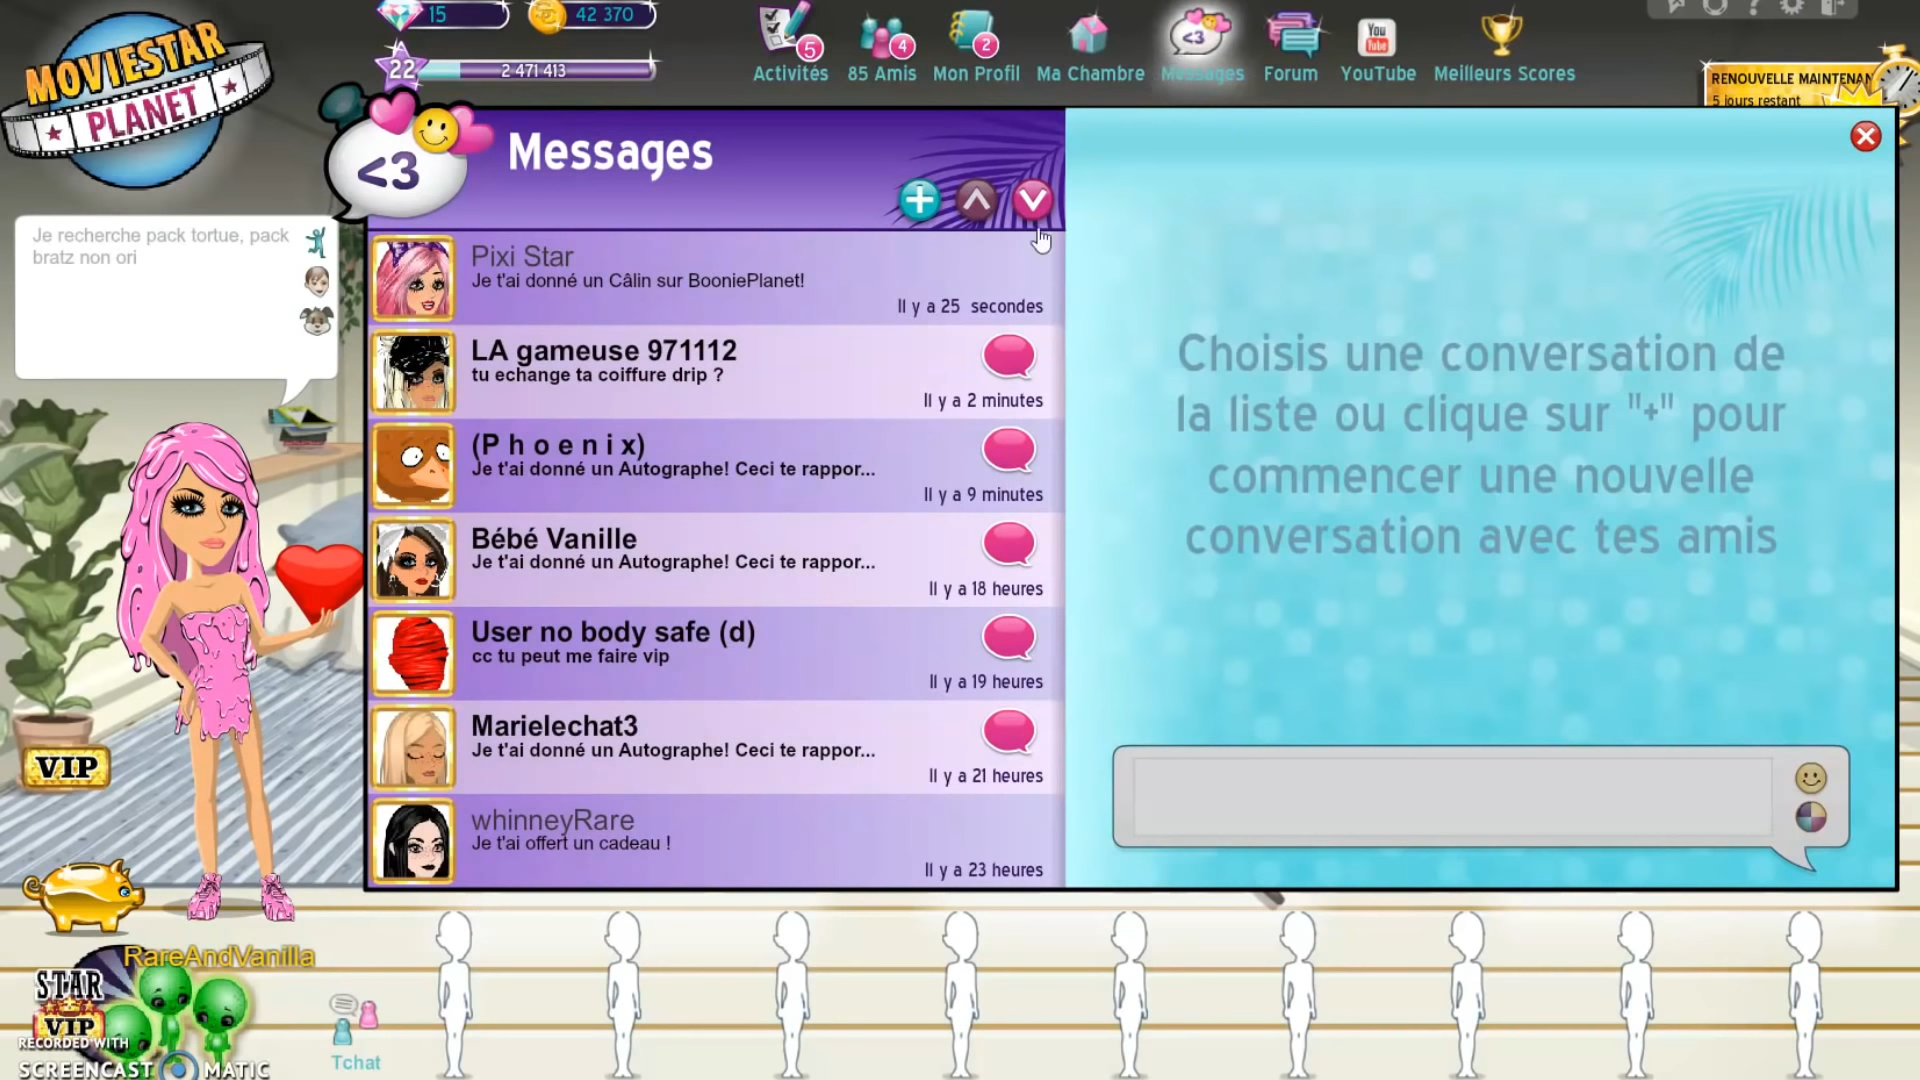 MOVIESTAR
PLANET
15
42 370
22
2 471 413
5
4
2
<3
You
Tube
Activités
85 Amis
Mon Profil
Ma Chambre
Messages
Forum
YouTube
Meilleurs Scores
RENOUVELLE MAINTENAN
5 jours restant
<3
Messages
Je recherche pack tortue, pack
bratz non ori
Pixi Star
Je t'ai donné un Câlin sur BooniePlanet!
Il y a 25 secondes
LA gameuse 971112
tu echange ta coiffure drip ?
Il y a 2 minutes
(P h o e n i x)
Je t'ai donné un Autographe! Ceci te rappor...
Il y a 9 minutes
Bébé Vanille
Je t'ai donné un Autographe! Ceci te rappor...
Il y a 18 heures
User no body safe (d)
cc tu peut me faire vip
Il y a 19 heures
Marielechat3
Je t'ai donné un Autographe! Ceci te rappor...
Il y a 21 heures
whinneyRare
Je t'ai offert un cadeau !
Il y a 23 heures
Choisis une conversation de
la liste ou clique sur "+" pour
commencer une nouvelle
conversation avec tes amis
VIP
RareAndVanilla
STAR
VIP
RECORDED WITH
SCREENCAST MATIC
Tchat